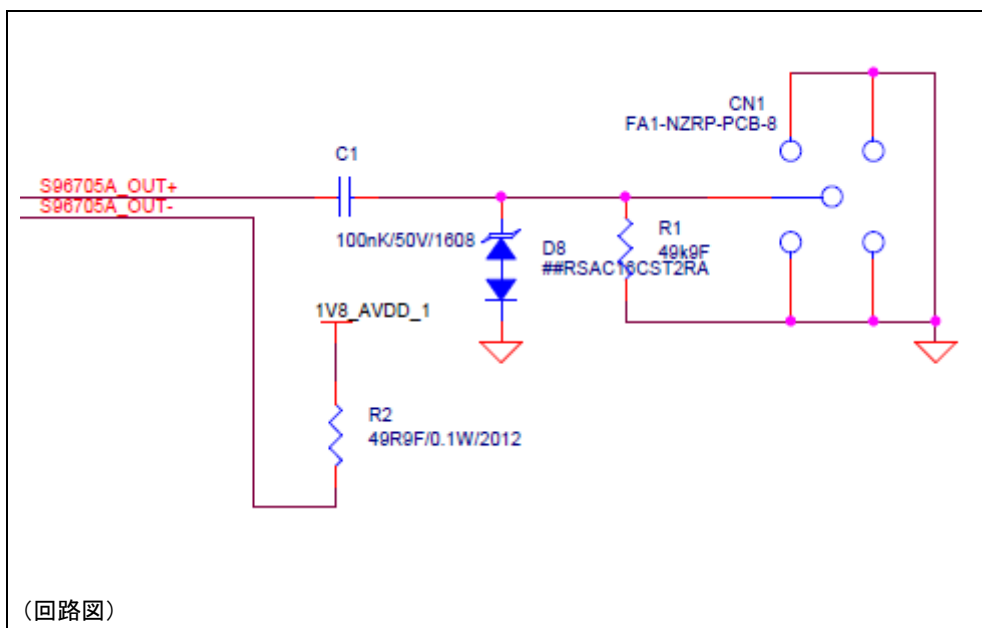 CN1
FA1-NZRP-PCB-8
C1
S96705A_OUT+
S96705A_OUT-
100nK/50V/1608
D8
##RSAC16CST2RA
R1
49k9F
1V8_AVDD_1
R2
49R9F/0.1W/2012
（回路図）